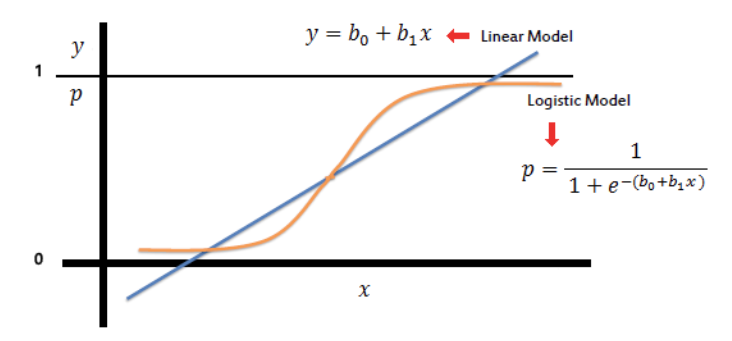 y = b₀ + b₁x
Linear Model
y
1
p
Logistic Model
p = 1 / (1 + e^−(b₀+b₁x))
0
x